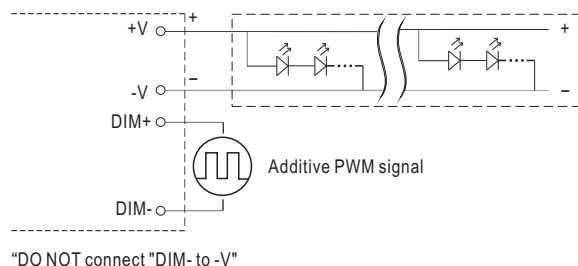 +V
+
+
-V
−
−
DIM+
Additive PWM signal
DIM-
“DO NOT connect "DIM- to -V"